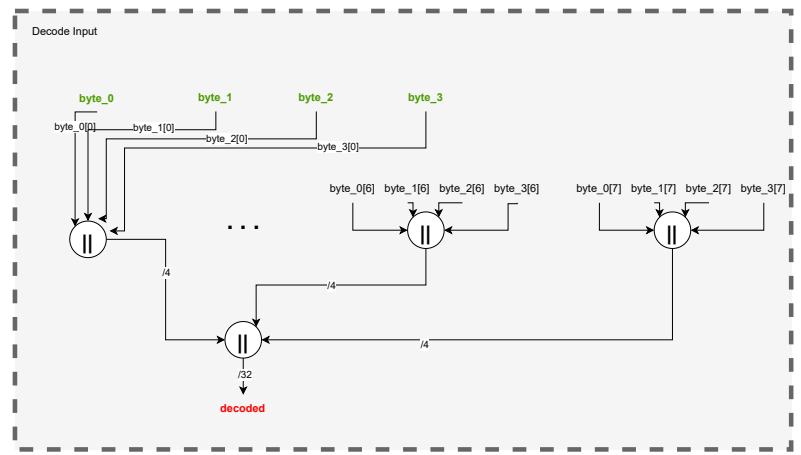 Decode Input
byte_0 byte_1 byte_2 byte_3
byte_0[0] byte_1[0]
byte_2[0]
byte_3[0]
byte_0[6] byte_1[6] byte_2[6] byte_3[6] byte_0[7] byte_1[7] byte_2[7] byte_3[7]
. . .
|| || ||
/4
/4
||
/4
/32
decoded